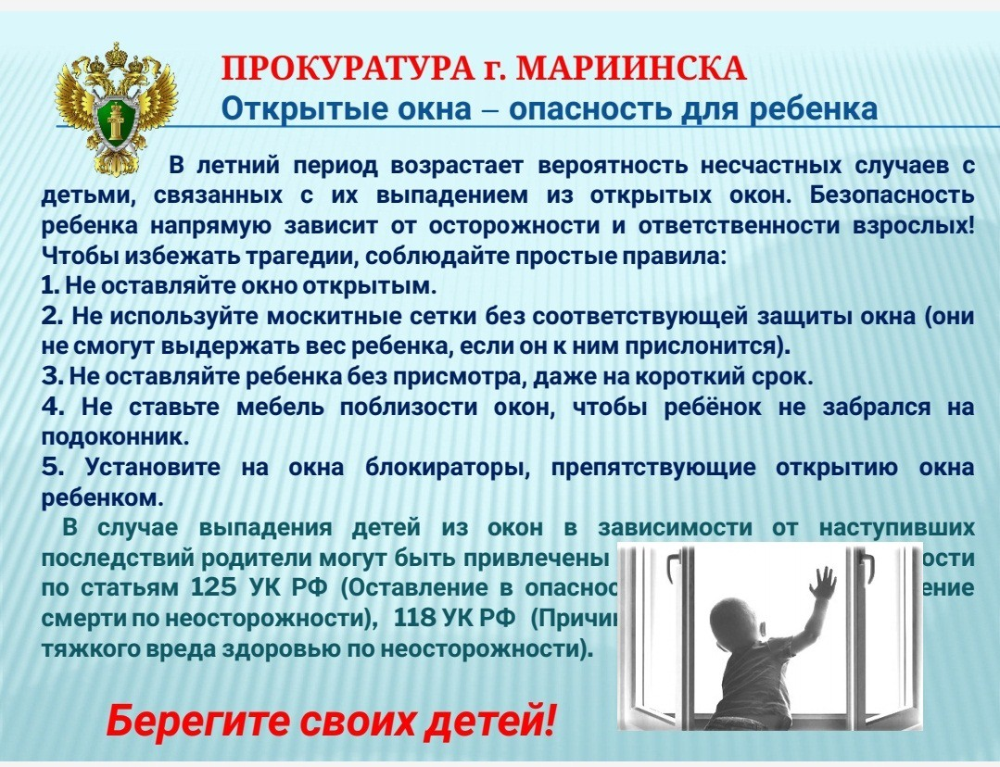 ПРОКУРАТУРА г. МАРИИНСКА
Открытые окна – опасность для ребенка
В летний период возрастает вероятность несчастных случаев с
детьми, связанных с их выпадением из открытых окон. Безопасность
ребенка напрямую зависит от осторожности и ответственности взрослых!
Чтобы избежать трагедии, соблюдайте простые правила:
1. Не оставляйте окно открытым.
2. Не используйте москитные сетки без соответствующей защиты окна (они
не смогут выдержать вес ребенка, если он к ним прислонится).
3. Не оставляйте ребенка без присмотра, даже на короткий срок.
4. Не ставьте мебель поблизости окон, чтобы ребёнок не забрался на
подоконник.
5. Установите на окна блокираторы, препятствующие открытию окна
ребенком.
В случае выпадения детей из окон в зависимости от наступивших
последствий родители могут быть привлечены
по статьям 125 УК РФ (Оставление в
смерти по неосторожности), 118 УК РФ
тяжкого вреда здоровью по неосторожности).
Берегите своих детей!